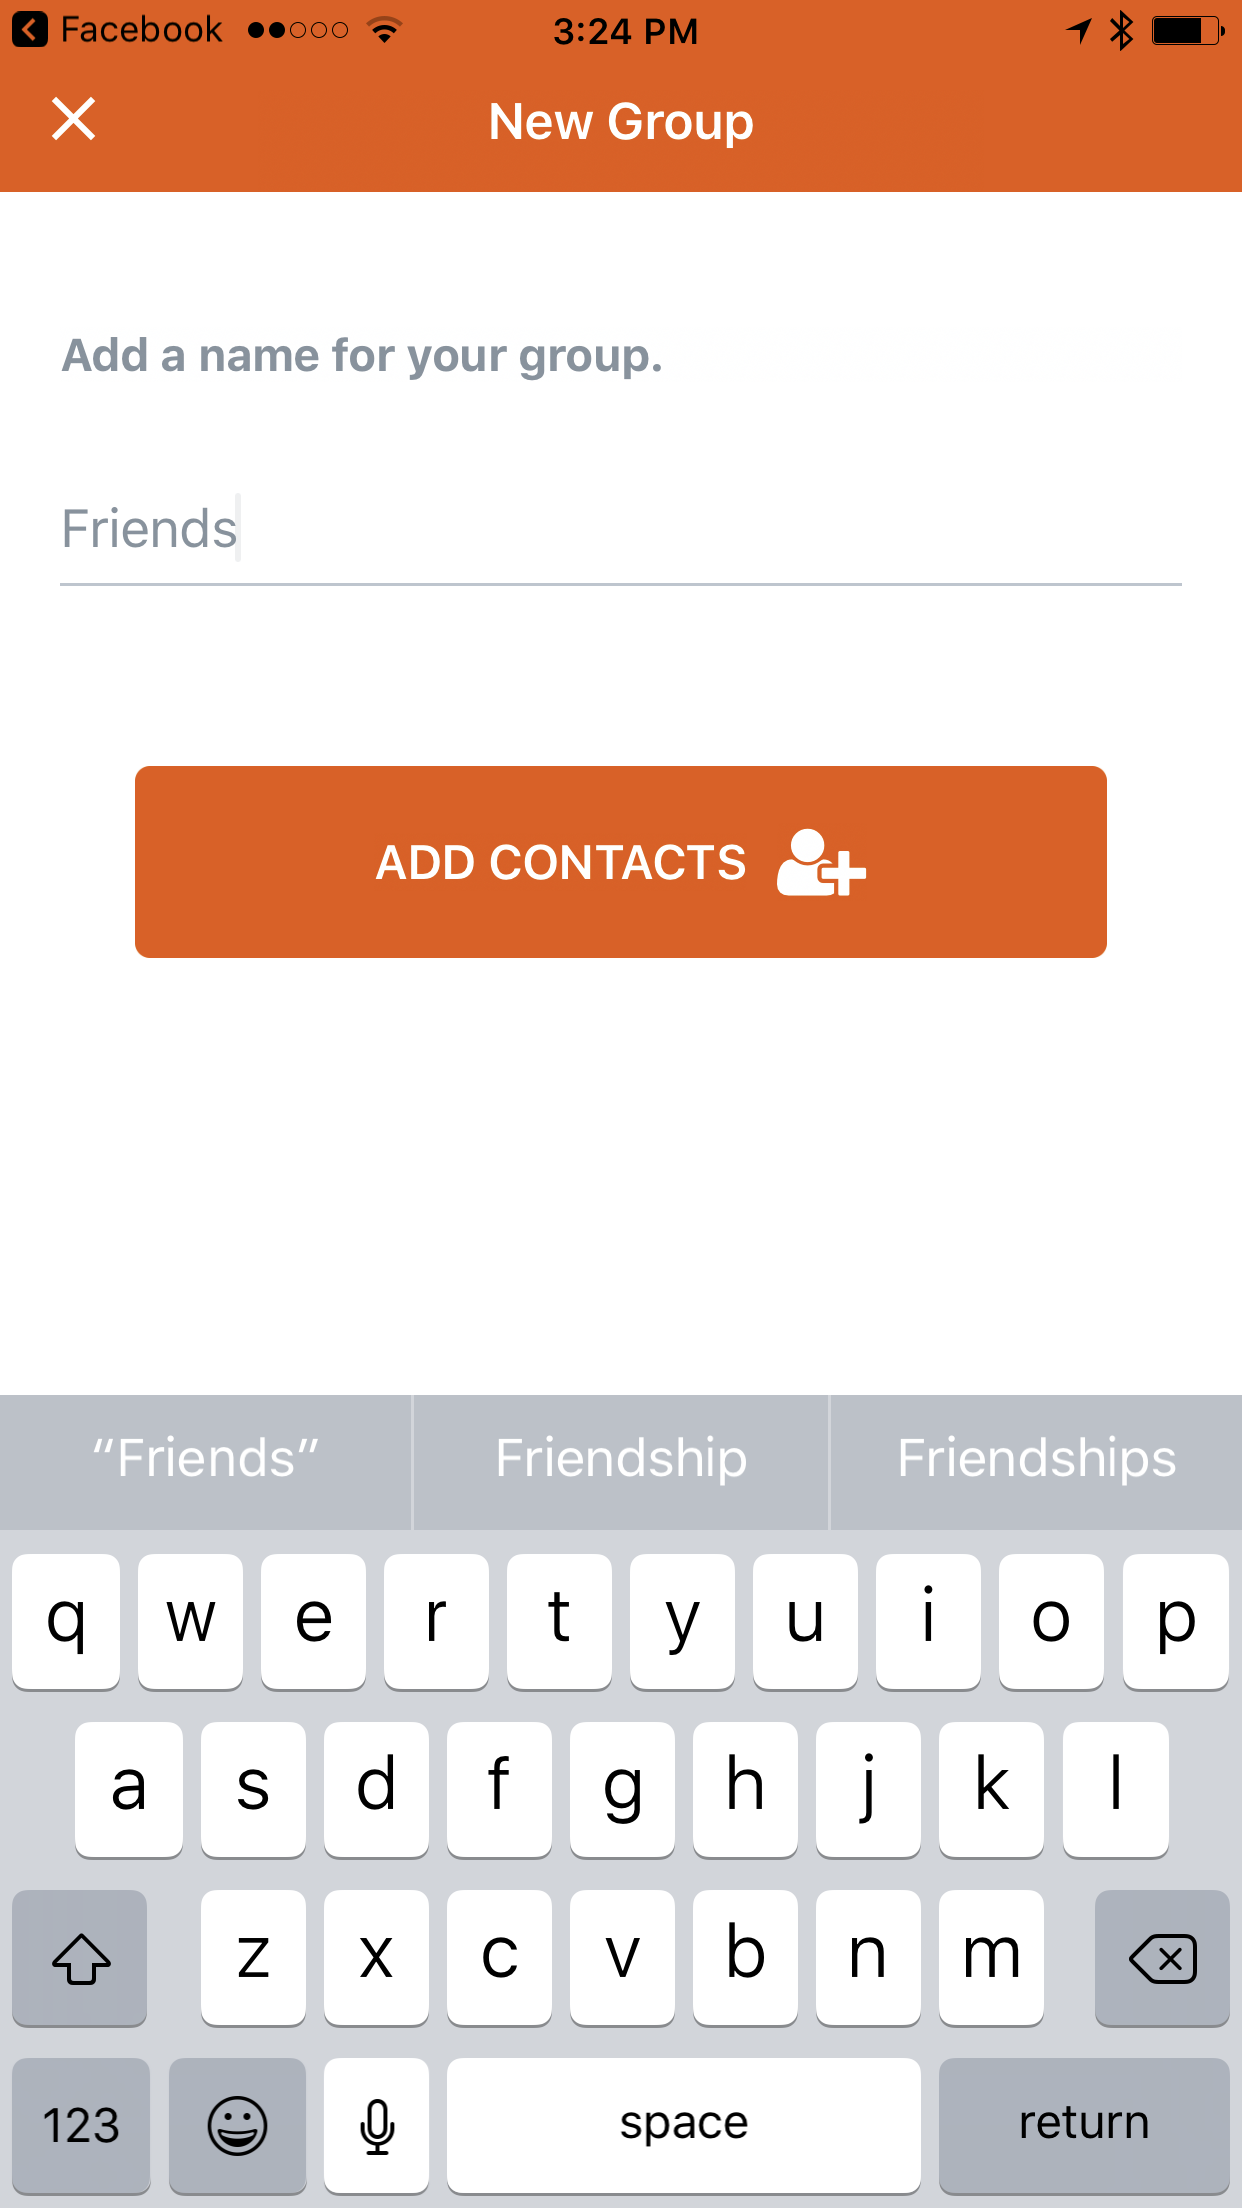 Facebook 3:24 PM
New Group
Add a name for your group.
Friends
ADD CONTACTS
“Friends” Friendship Friendships
q w e r t y u i o p
a s d f g h j k l
z x c v b n m
123 space return